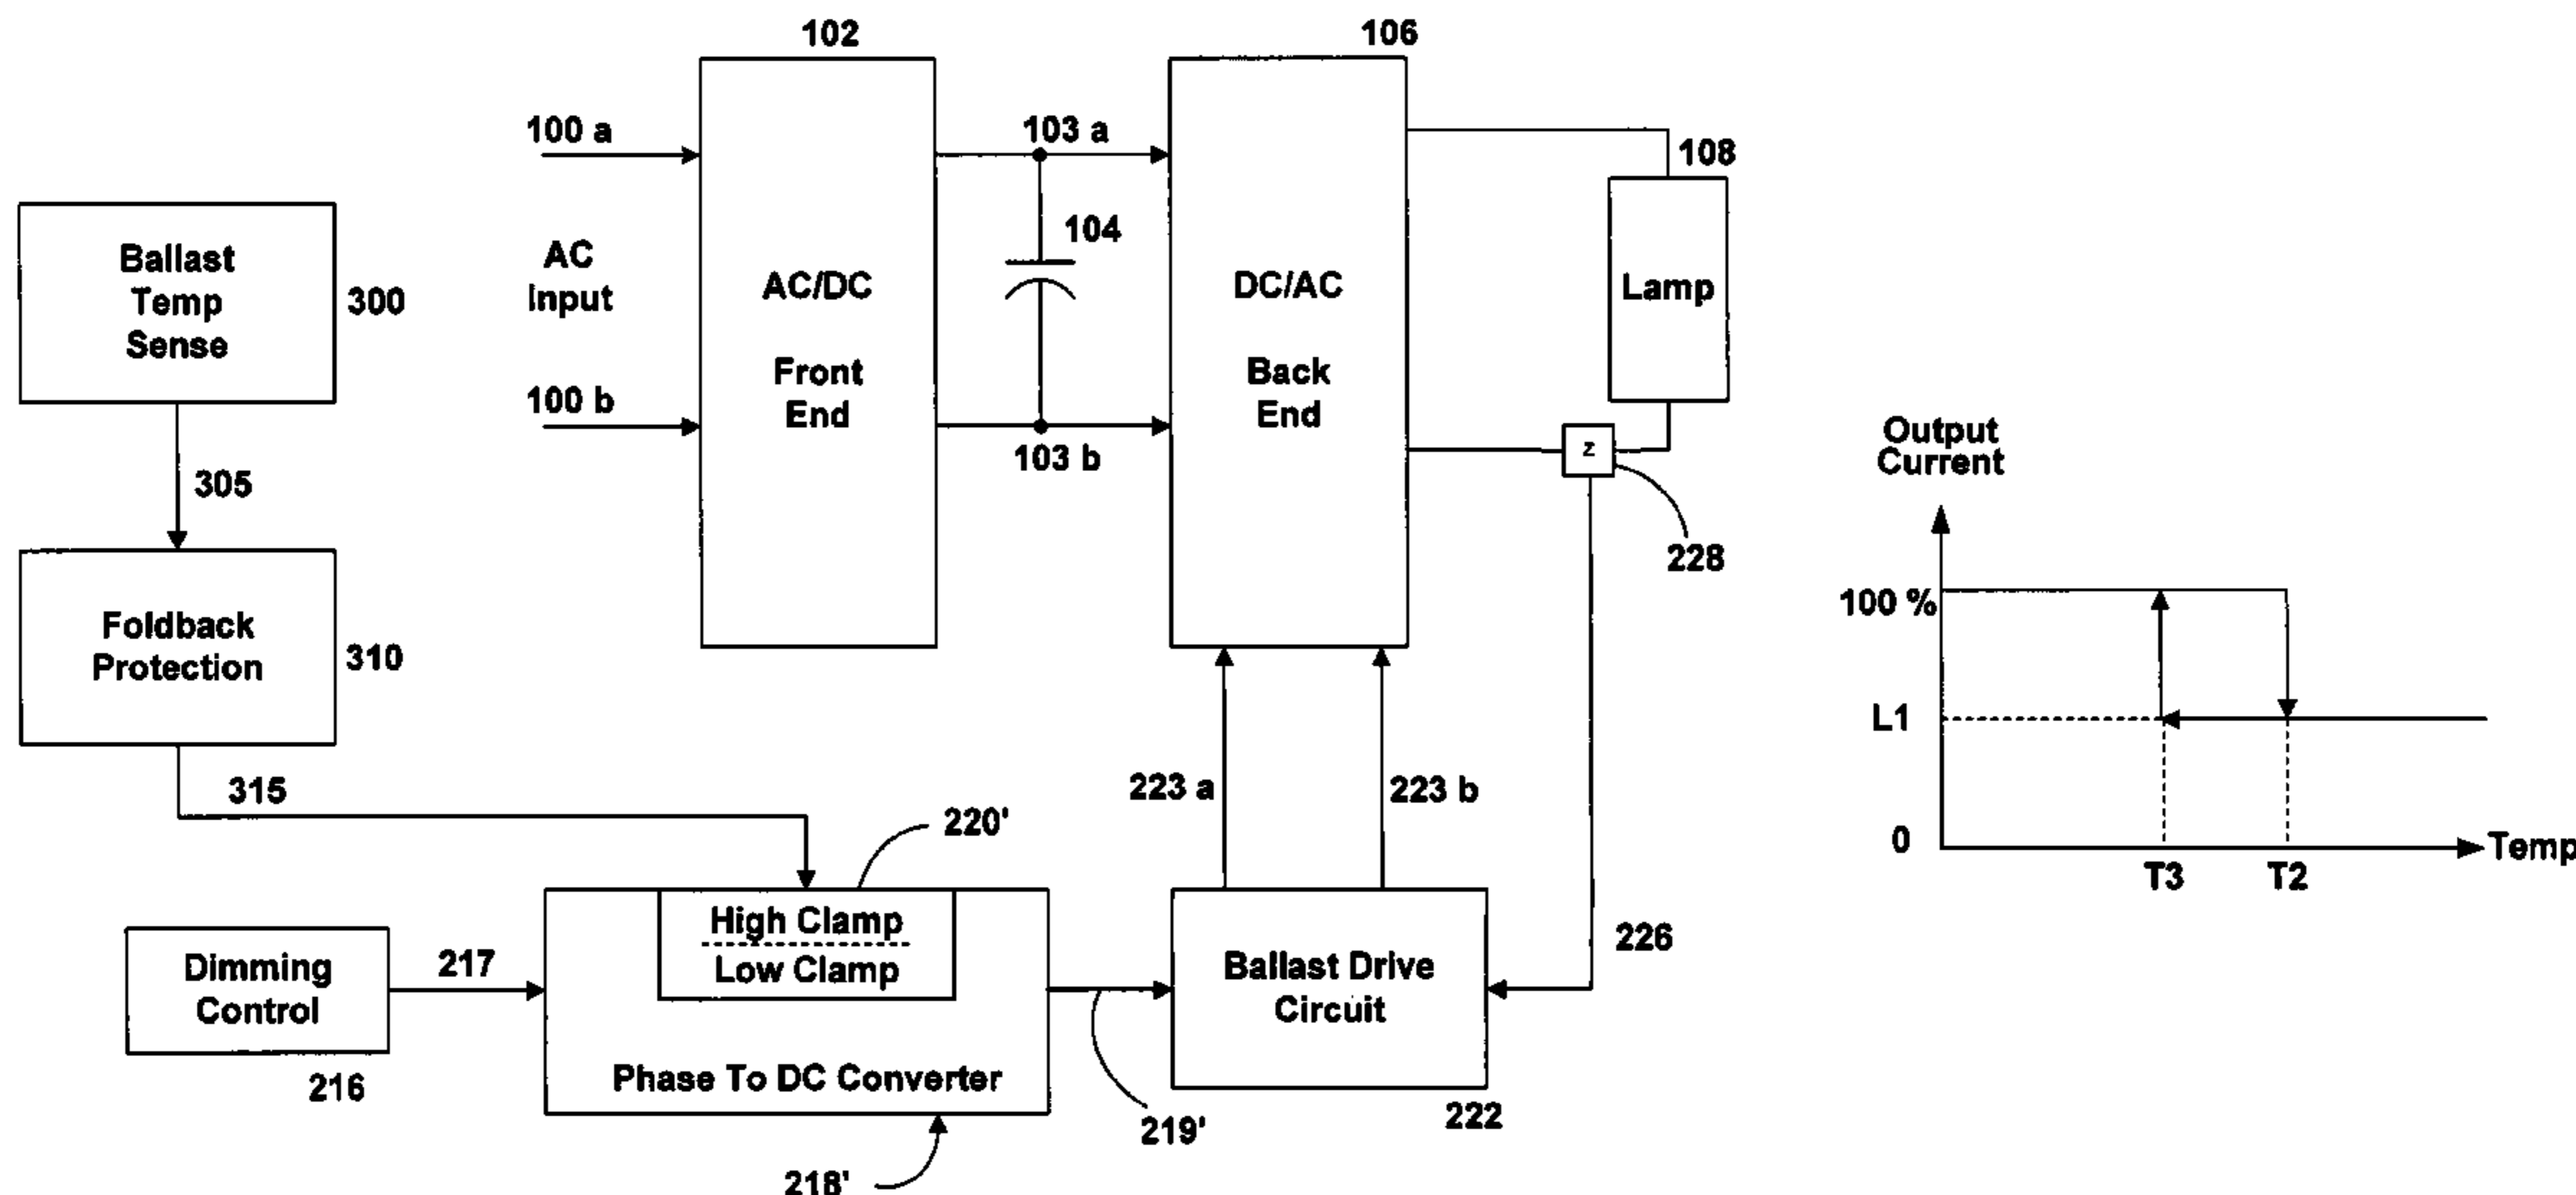 102
106
100 a
103 a
108
104
Ballast
Temp
Sense
300
AC
Input
AC/DC
Front
End
DC/AC
Back
End
Lamp
100 b
103 b
z
228
305
Foldback
Protection
310
315
223 a
223 b
226
220'
High Clamp
Low Clamp
Dimming
Control
216
217
Phase To DC Converter
218'
219'
Ballast Drive
Circuit
222
Output
Current
100 %
L1
0
T3
T2
Temp